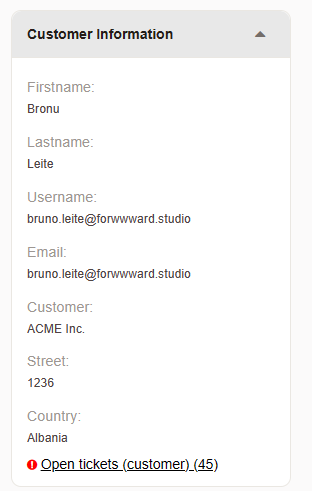 Customer Information
Firstname:
Bronu
Lastname:
Leite
Username:
bruno.leite@forwwward.studio
Email:
bruno.leite@forwwward.studio
Customer:
ACME Inc.
Street:
1236
Country:
Albania
Open tickets (customer) (45)